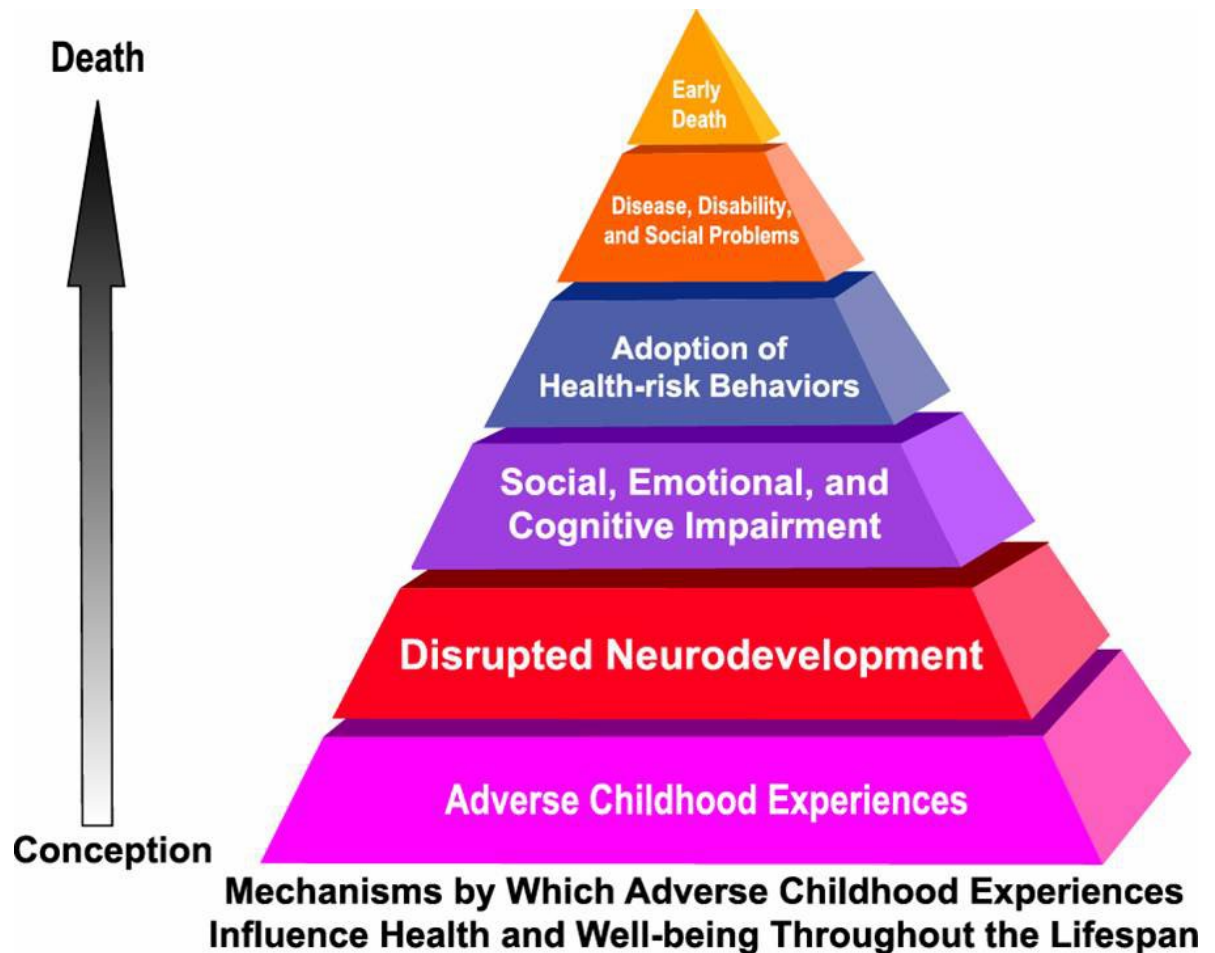 Death
Early
Death
Disease, Disability,
and Social Problems
Adoption of
Health-risk Behaviors
Social, Emotional, and
Cognitive Impairment
Disrupted Neurodevelopment
Adverse Childhood Experiences
Conception
Mechanisms by Which Adverse Childhood Experiences
Influence Health and Well-being Throughout the Lifespan